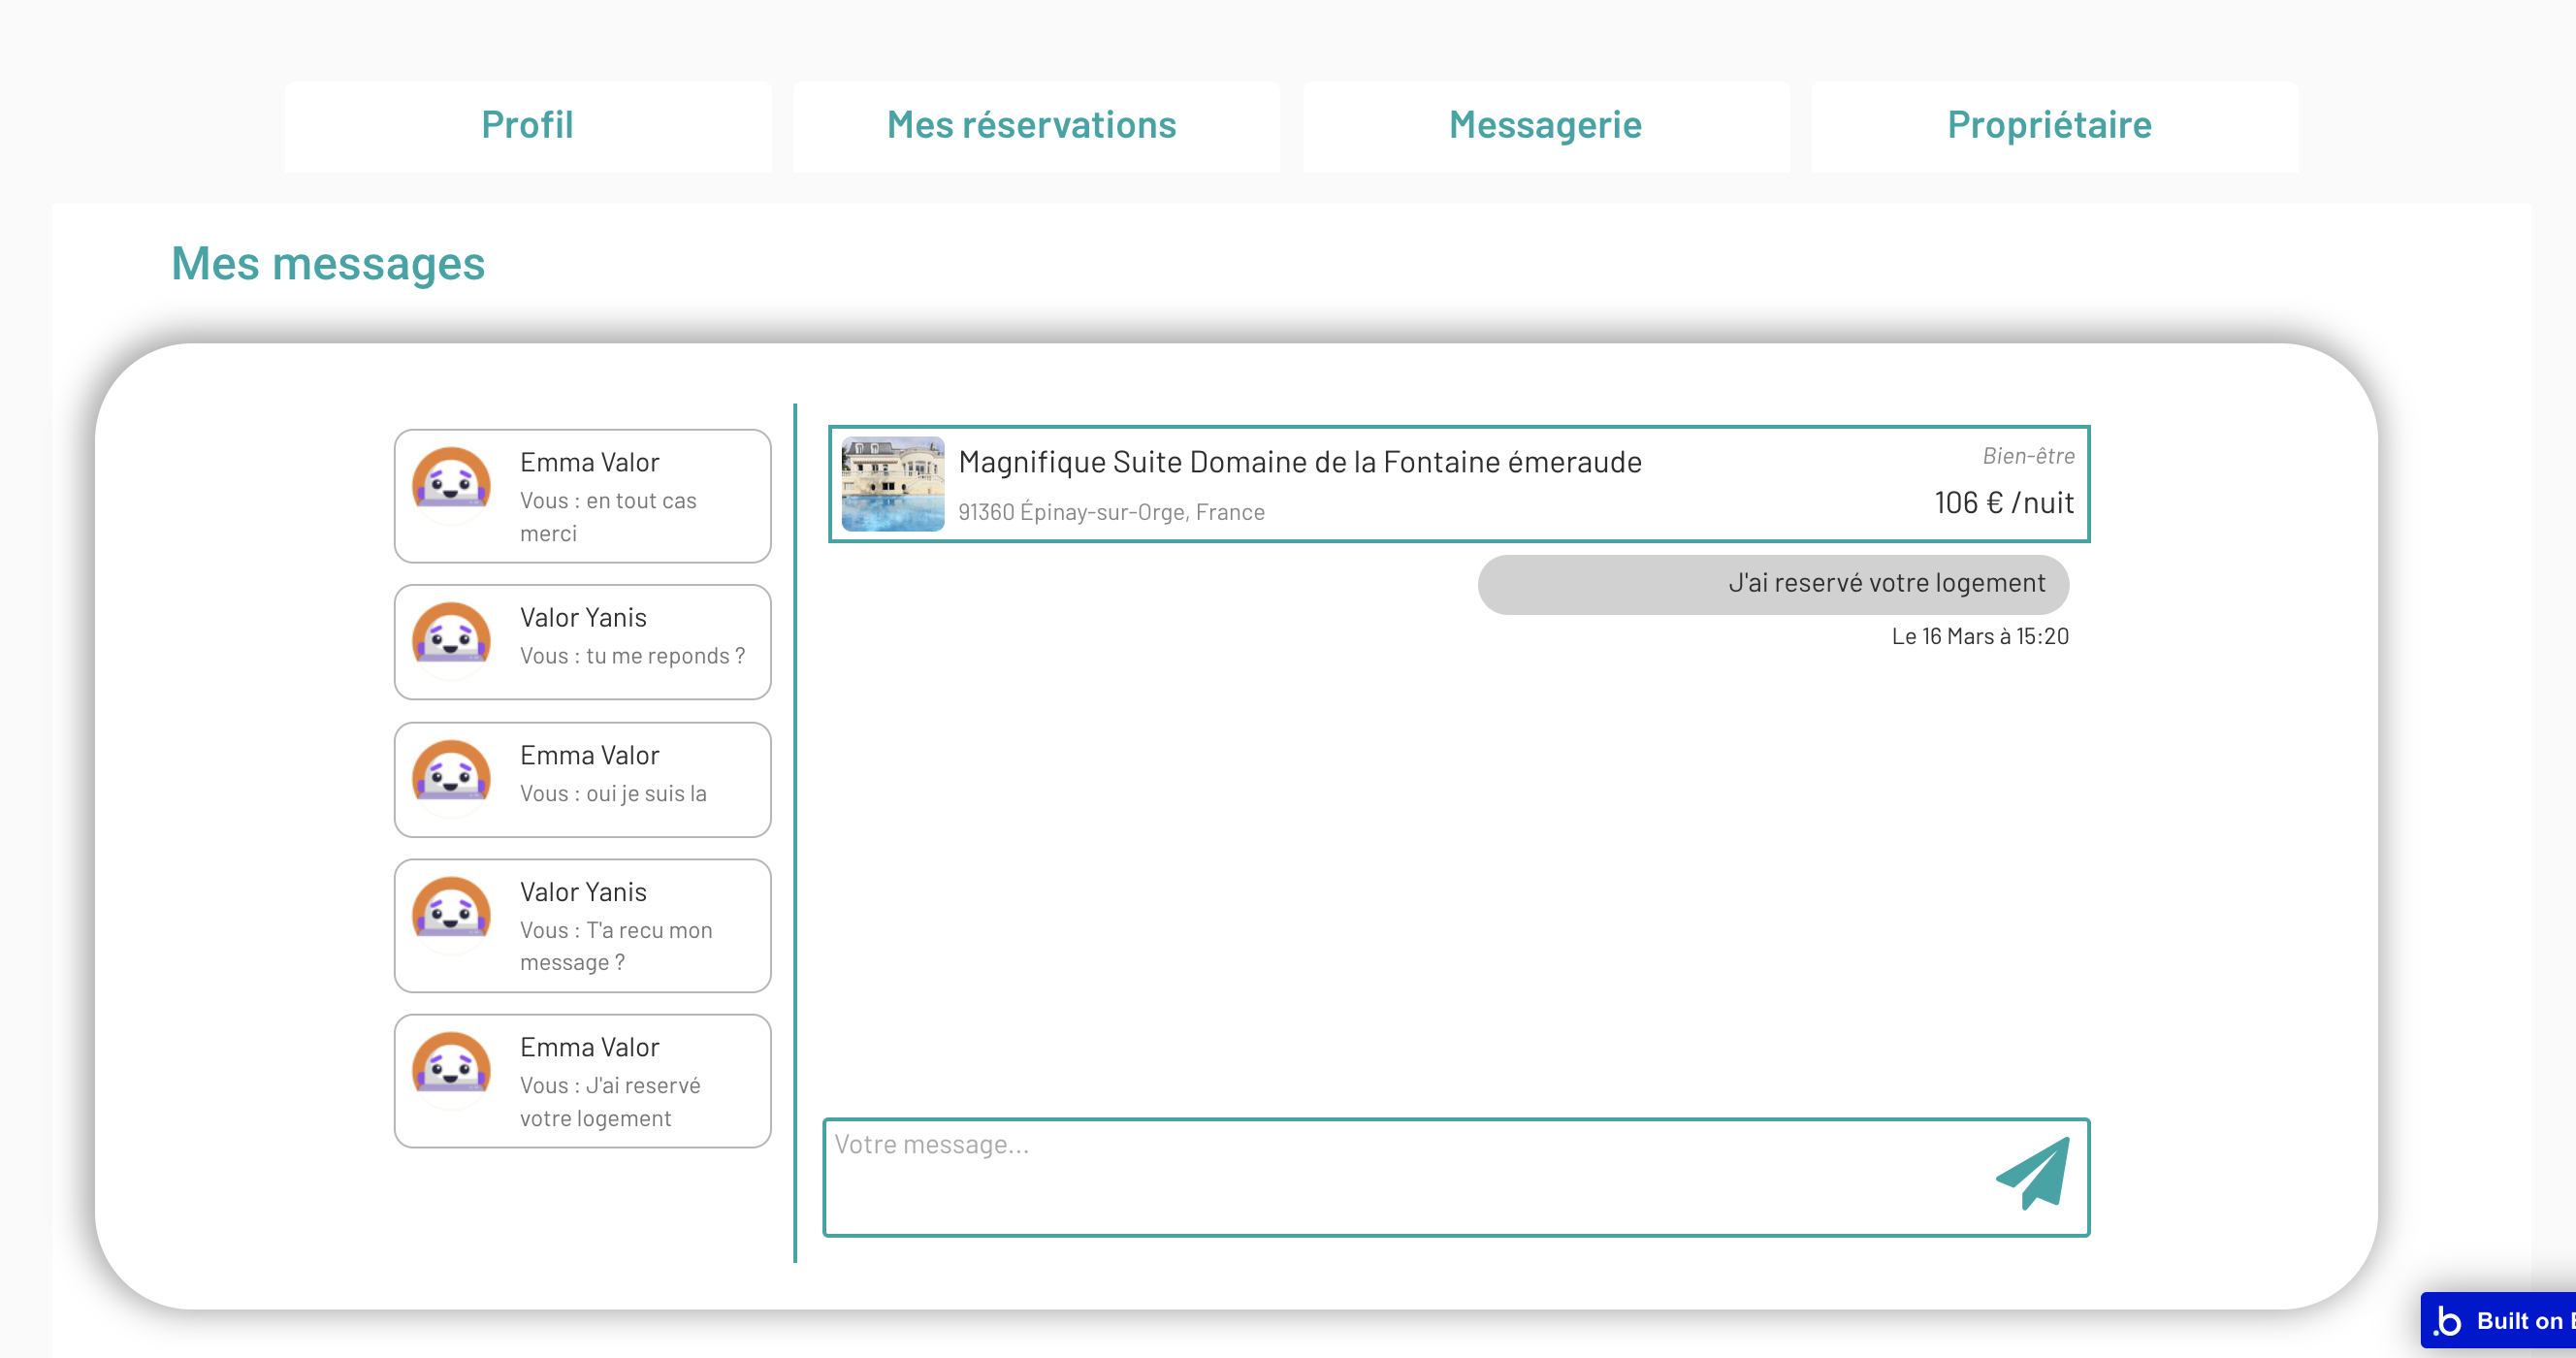 Profil
Mes réservations
Messagerie
Propriétaire
Mes messages
Emma Valor
Vous : en tout cas
merci
Valor Yanis
Vous : tu me reponds ?
Emma Valor
Vous : oui je suis la
Valor Yanis
Vous : T'a recu mon
message ?
Emma Valor
Vous : J'ai reservé
votre logement
Magnifique Suite Domaine de la Fontaine émeraude
91360 Épinay-sur-Orge, France
Bien-être
106 € /nuit
J'ai reservé votre logement
Le 16 Mars à 15:20
Votre message...
.b Built on